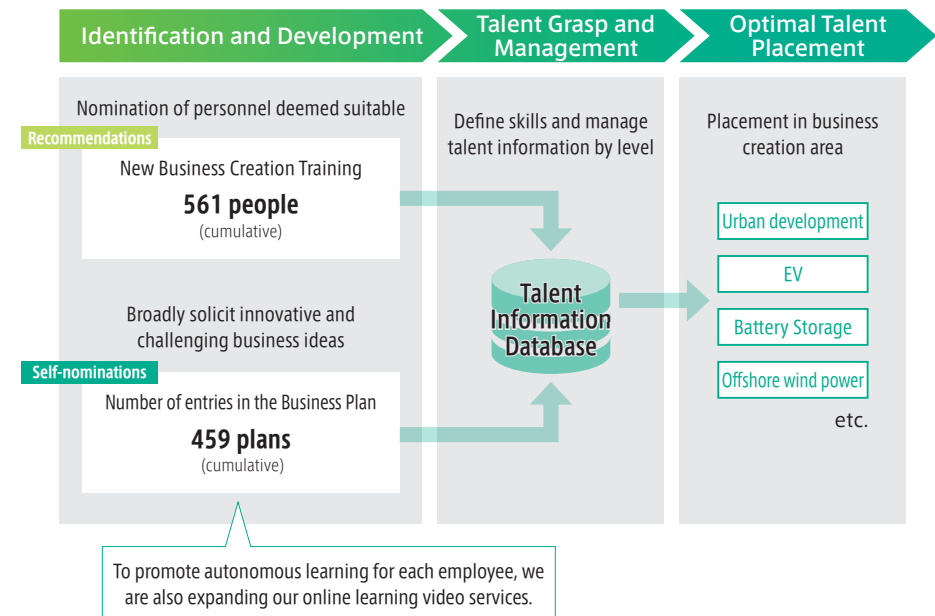 Identification and Development
Talent Grasp and
Management
Optimal Talent
Placement
Nomination of personnel deemed suitable
Recommendations
New Business Creation Training
561 people
(cumulative)
Broadly solicit innovative and
challenging business ideas
Self-nominations
Number of entries in the Business Plan
459 plans
(cumulative)
To promote autonomous learning for each employee, we
are also expanding our online learning video services.
Define skills and manage
talent information by level
Talent
Information
Database
Placement in business
creation area
Urban development
EV
Battery Storage
Offshore wind power
etc.